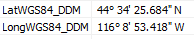 LatWGS84_DDM 44° 34' 25.684" N
LongWGS84_DDM 116° 8' 53.418" W